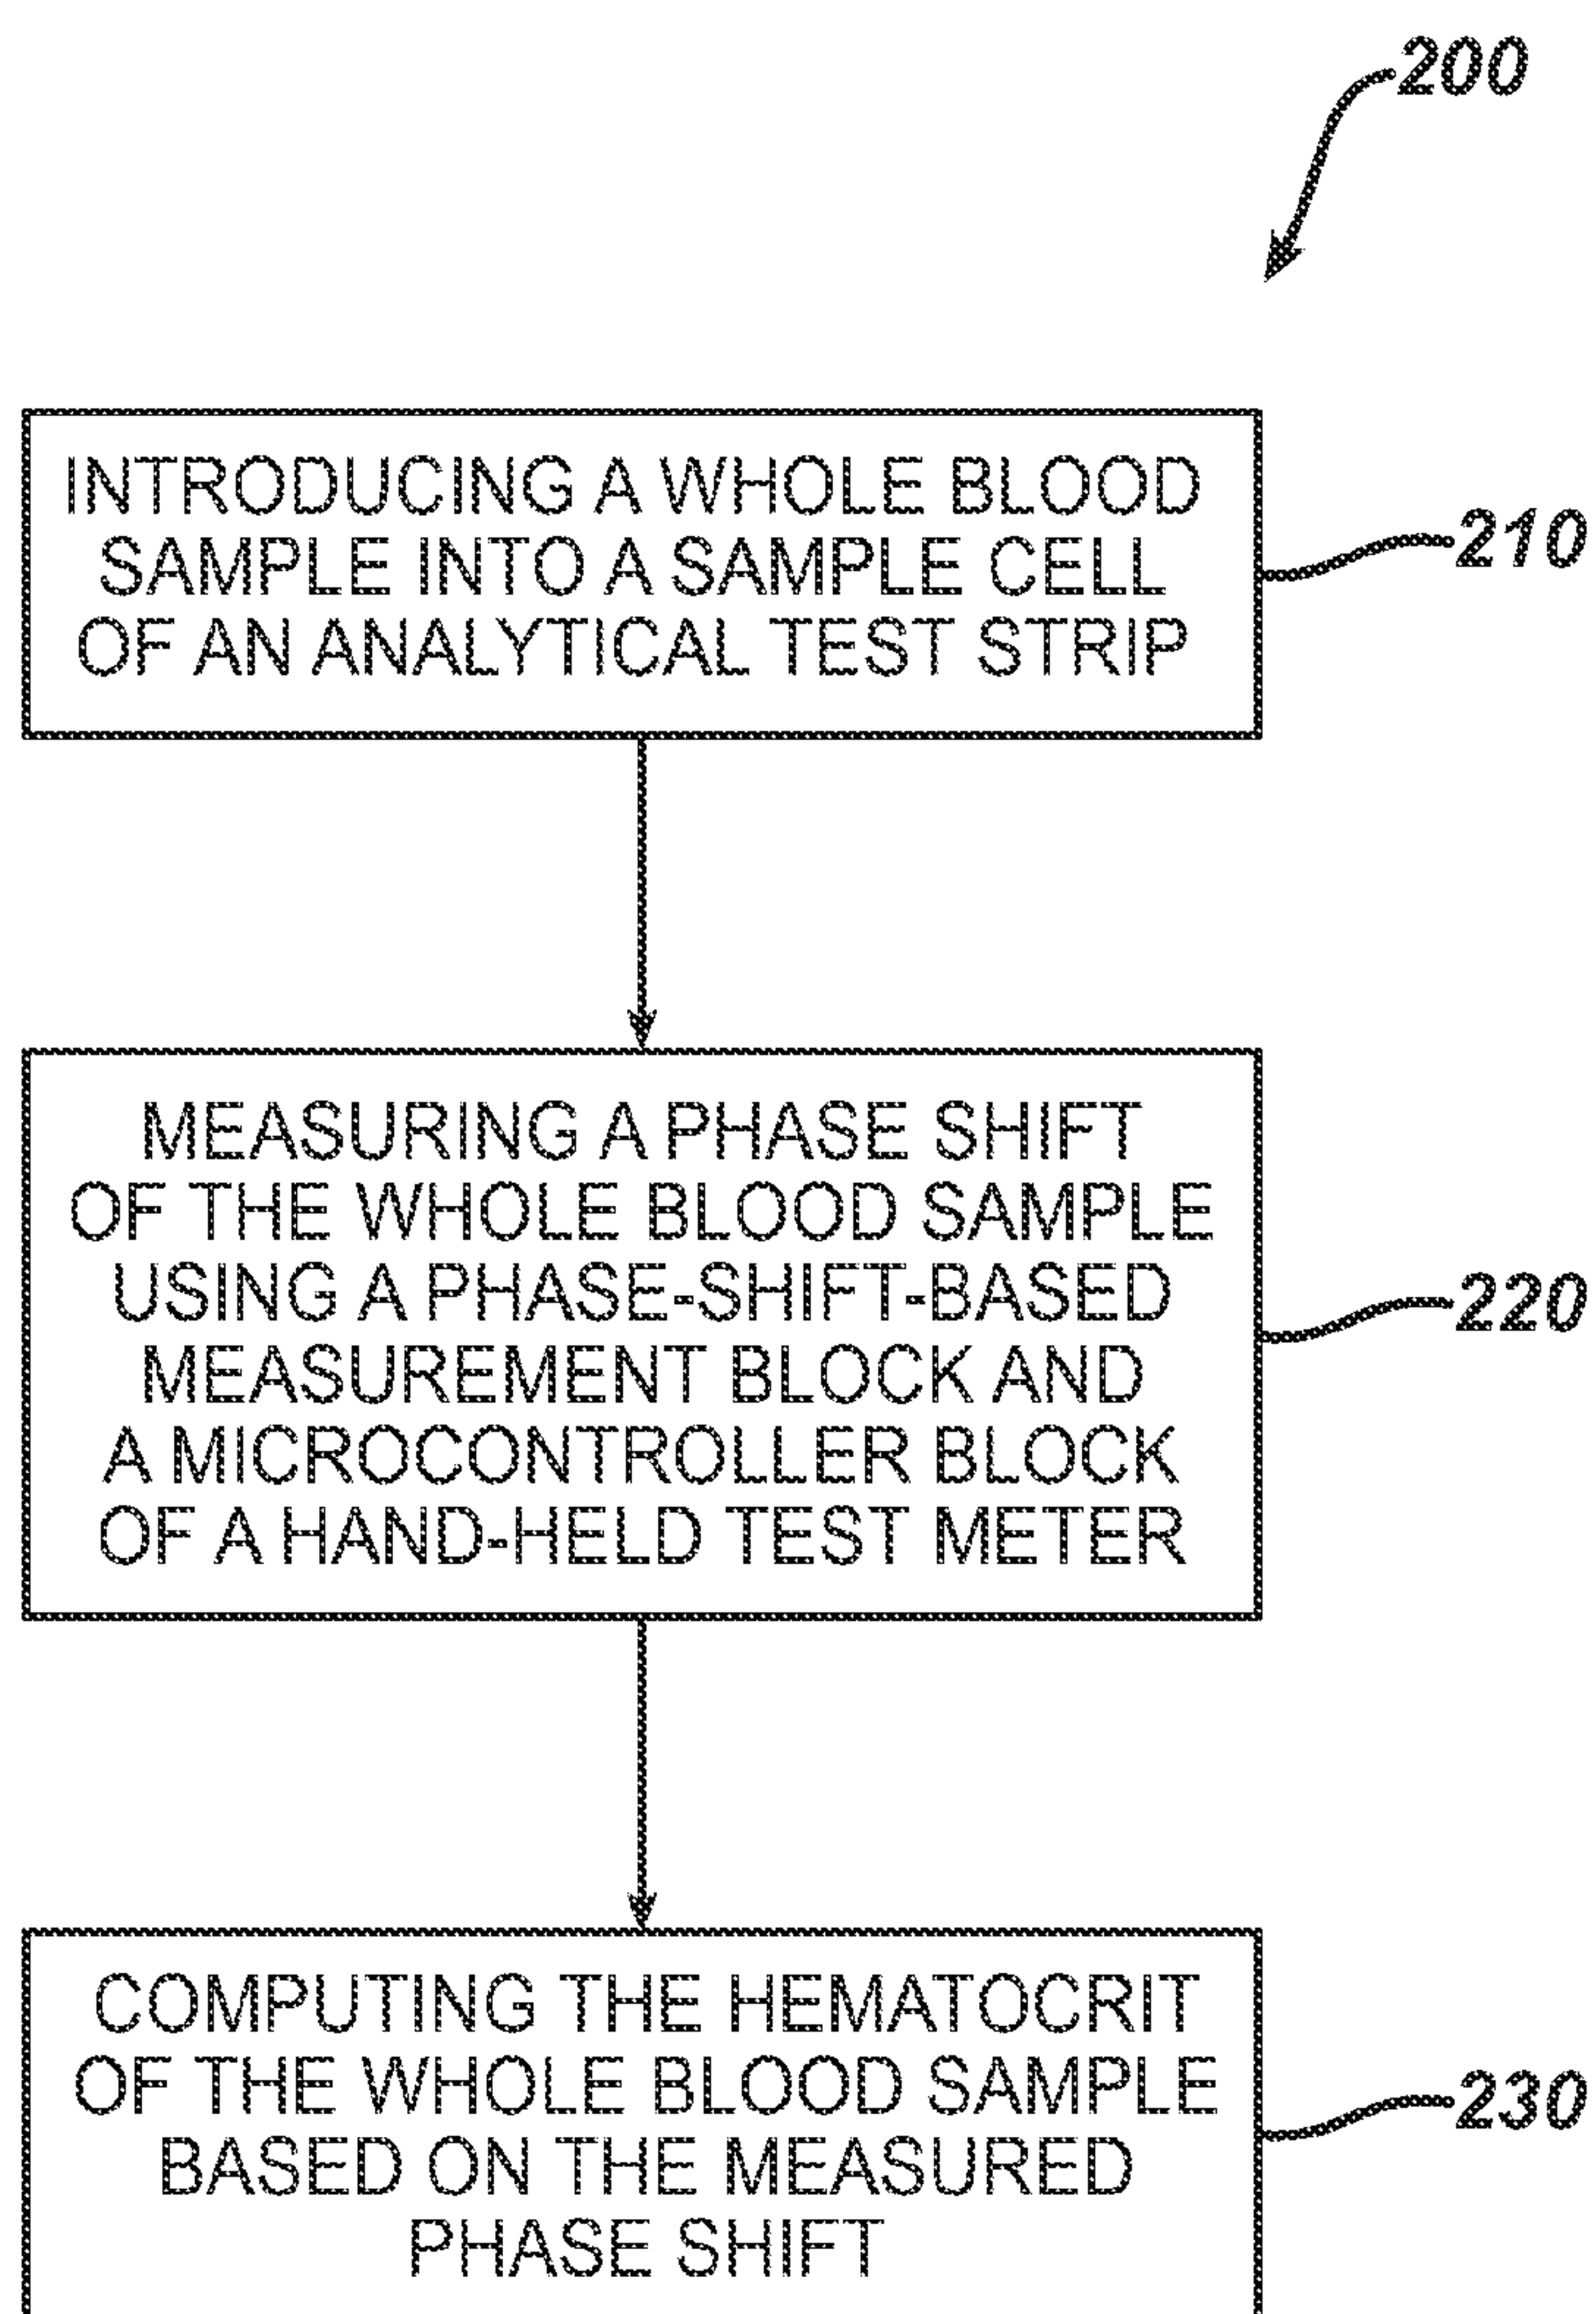 200
INTRODUCING A WHOLE BLOOD
SAMPLE INTO A SAMPLE CELL
OF AN ANALYTICAL TEST STRIP
210
MEASURING A PHASE SHIFT
OF THE WHOLE BLOOD SAMPLE
USING A PHASE-SHIFT-BASED
MEASUREMENT BLOCK AND
A MICROCONTROLLER BLOCK
OF A HAND-HELD TEST METER
220
COMPUTING THE HEMATOCRIT
OF THE WHOLE BLOOD SAMPLE
BASED ON THE MEASURED
PHASE SHIFT
230